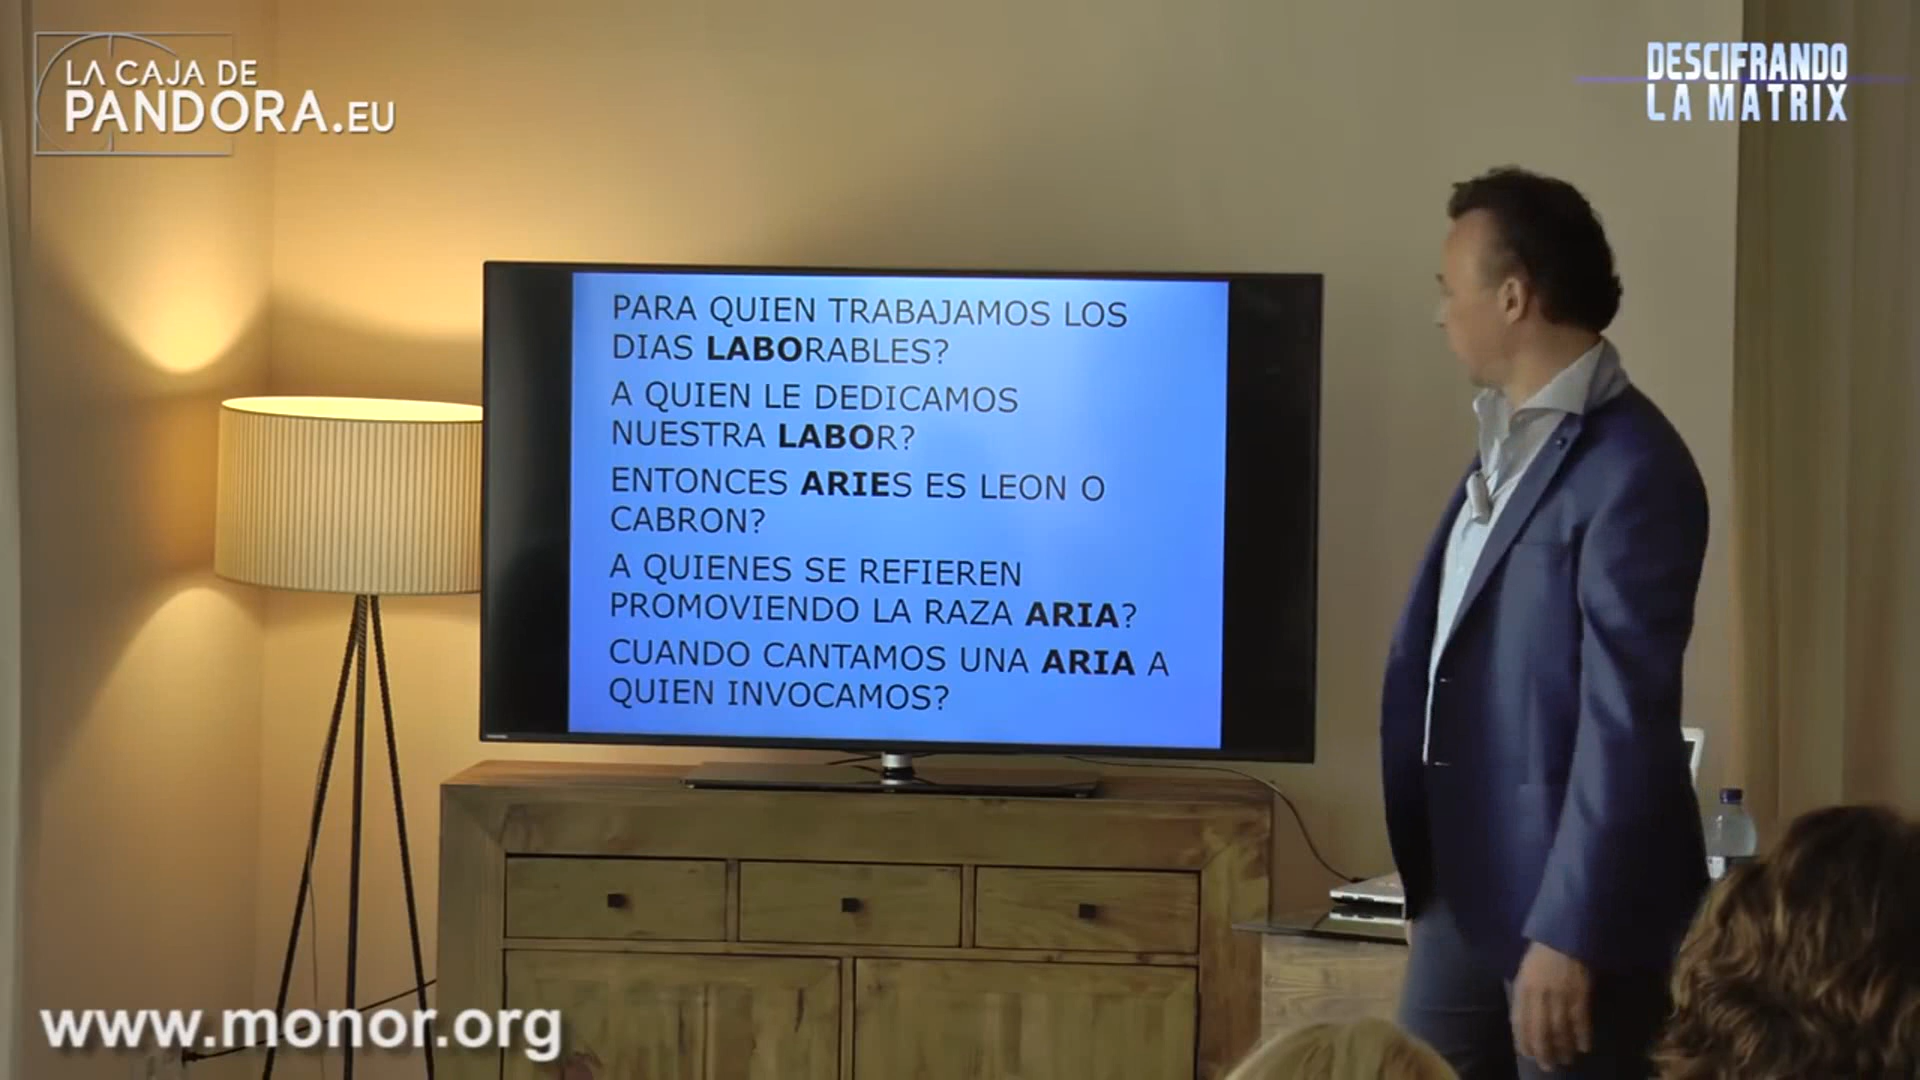 LA CAJA DE
PANDORA.EU
DESCIFRANDO
LA MATRIX
PARA QUIEN TRABAJAMOS LOS
DIAS LABORABLES?
A QUIEN LE DEDICAMOS
NUESTRA LABOR?
ENTONCES ARIES ES LEON O
CABRON?
A QUIENES SE REFIEREN
PROMOVIENDO LA RAZA ARIA?
CUANDO CANTAMOS UNA ARIA A
QUIEN INVOCAMOS?
www.monor.org